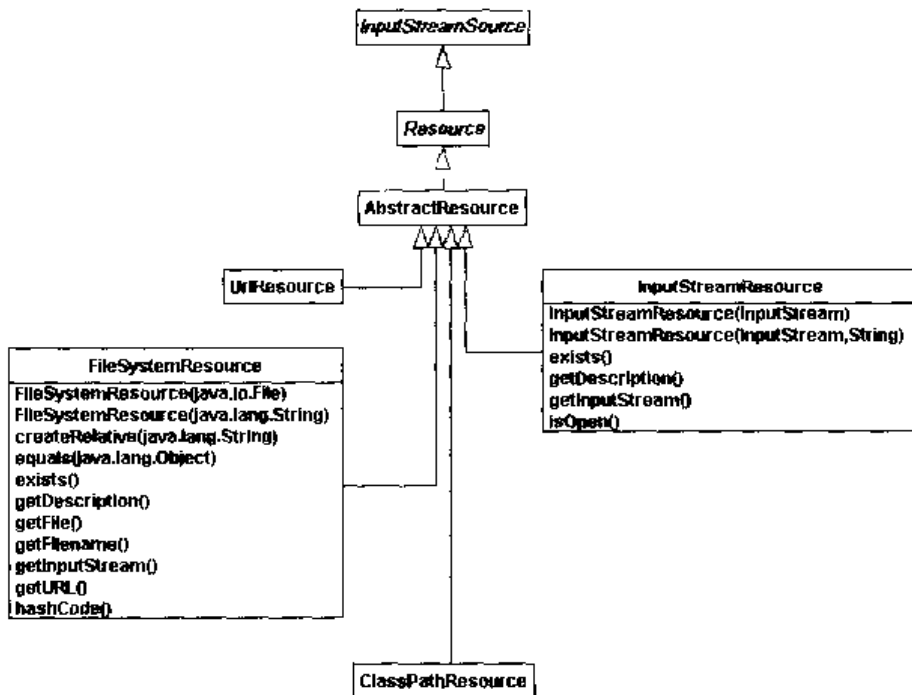 InputStreamSource
Resource
AbstractResource
UrlResource
InputStreamResource
InputStreamResource(InputStream)
InputStreamResource(InputStream,String)
exists()
getDescription()
getInputStream()
isOpen()
FileSystemResource
FileSystemResource(java.io.File)
FileSystemResource(java.lang.String)
createRelative(java.lang.String)
equals(java.lang.Object)
exists()
getDescription()
getFile()
getFilename()
getInputStream()
getURL()
hashCode()
ClassPathResource